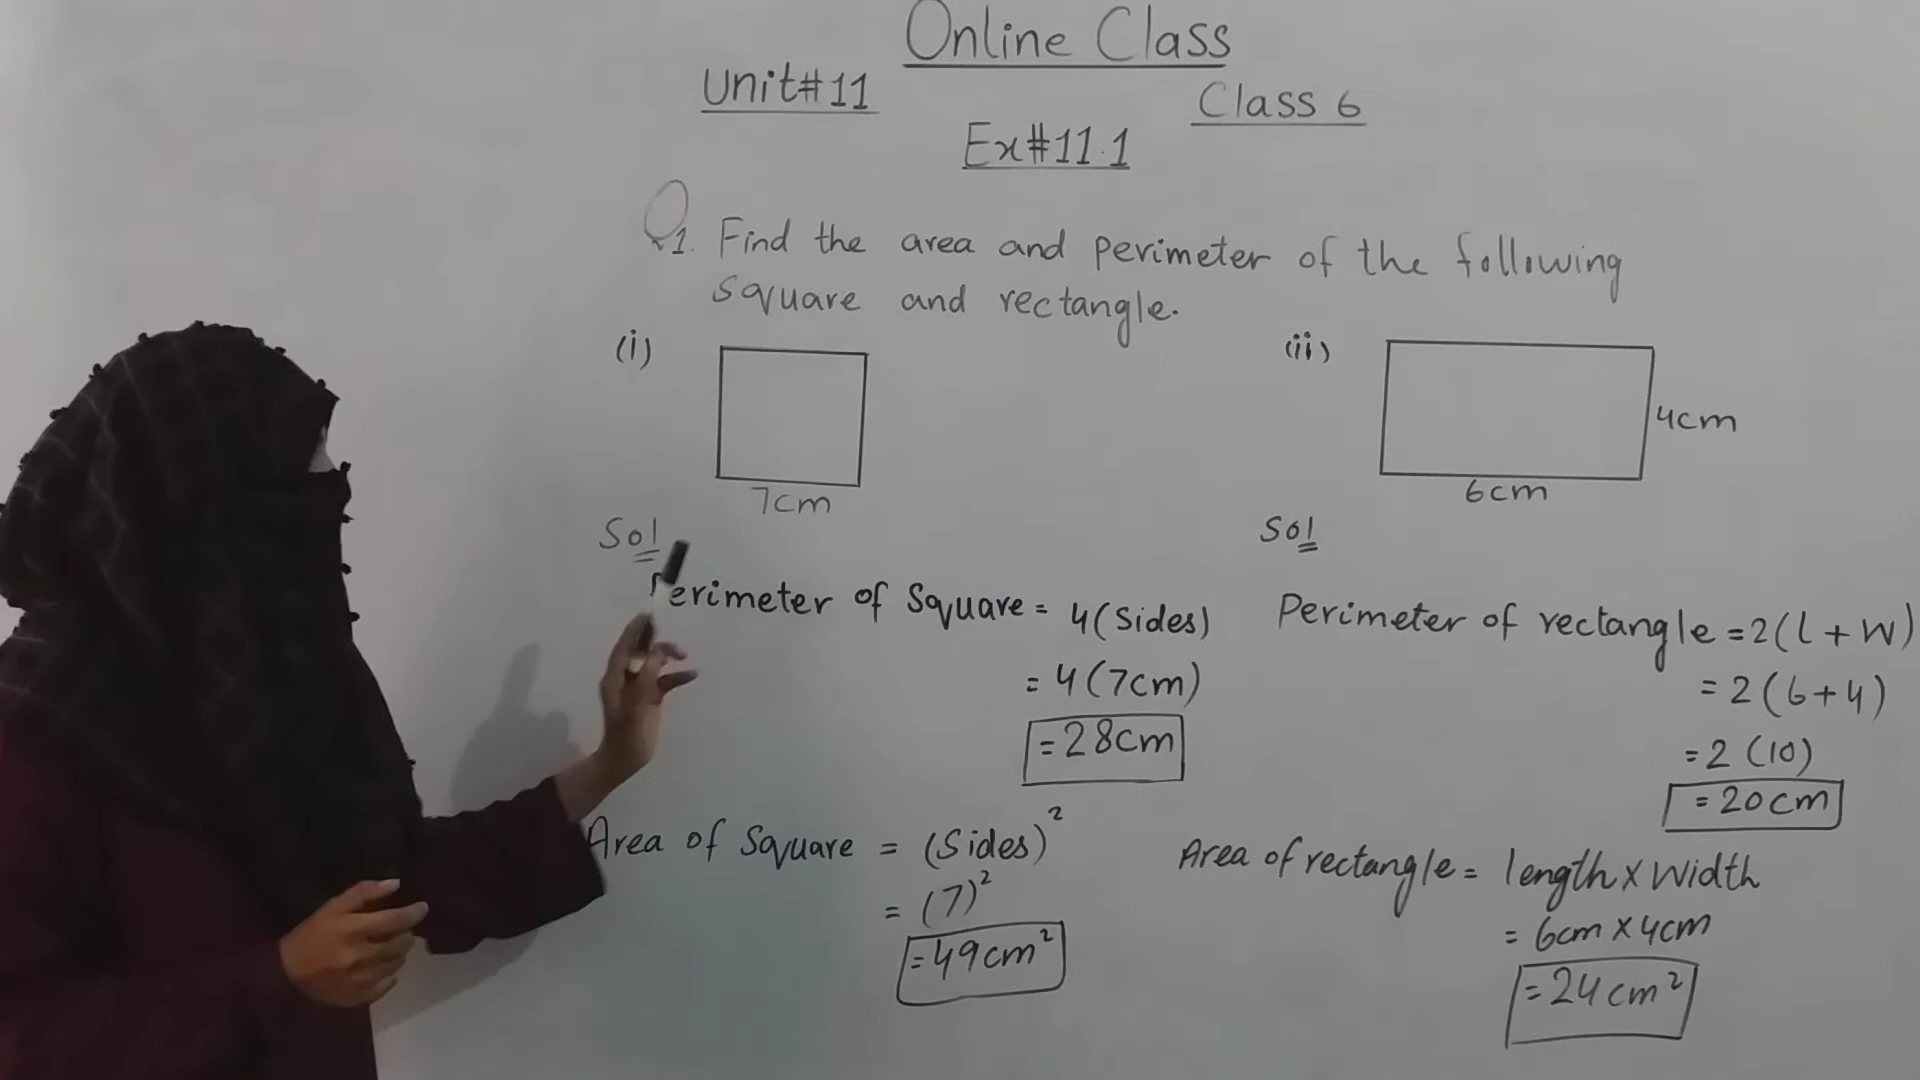 Online Class
Unit#11
Class 6
Ex#11.1
Q1. Find the area and perimeter of the following
square and rectangle.
(i)
7cm
Sol
Perimeter of Square = 4(Sides)
= 4(7cm)
= 28cm
Area of Square = (Sides)²
= (7)²
= 49cm²
(ii)
4cm
6cm
Sol
Perimeter of rectangle = 2(l + w)
= 2(6+4)
= 2(10)
= 20cm
Area of rectangle = length x width
= 6cm x 4cm
= 24cm²